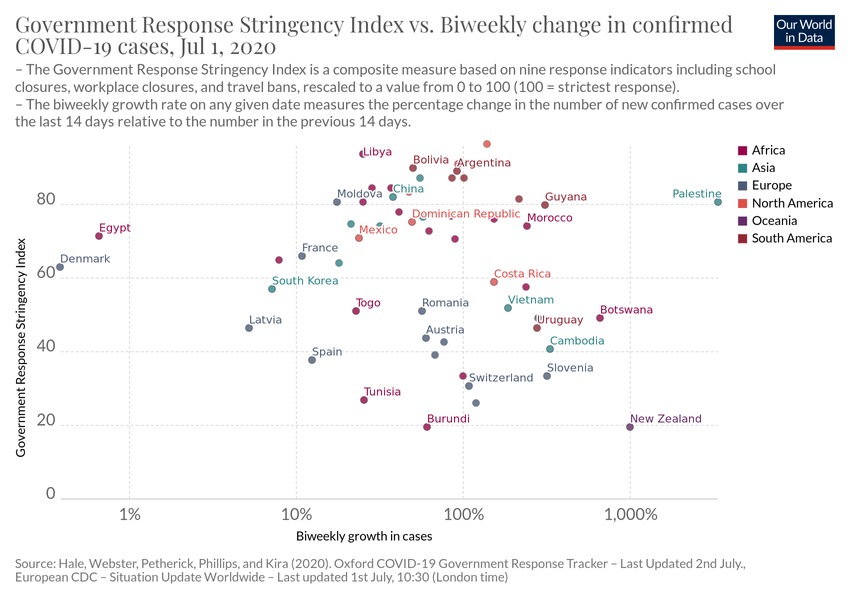 Government Response Stringency Index vs. Biweekly change in confirmed
COVID-19 cases, Jul 1, 2020
Our World
in Data
– The Government Response Stringency Index is a composite measure based on nine response indicators including school
closures, workplace closures, and travel bans, rescaled to a value from 0 to 100 (100 = strictest response).
– The biweekly growth rate on any given date measures the percentage change in the number of new confirmed cases over
the last 14 days relative to the number in the previous 14 days.
Government Response Stringency Index
80
60
40
20
0
Libya
Bolivia
Argentina
Moldova
China
Guyana
Palestine
Dominican Republic
Morocco
Egypt
Mexico
France
Denmark
South Korea
Costa Rica
Togo
Romania
Vietnam
Botswana
Latvia
Austria
Uruguay
Cambodia
Spain
Slovenia
Switzerland
Tunisia
Burundi
New Zealand
1%
10%
100%
1,000%
Biweekly growth in cases
Africa
Asia
Europe
North America
Oceania
South America
Source: Hale, Webster, Petherick, Phillips, and Kira (2020). Oxford COVID-19 Government Response Tracker – Last Updated 2nd July.,
European CDC – Situation Update Worldwide – Last updated 1st July, 10:30 (London time)